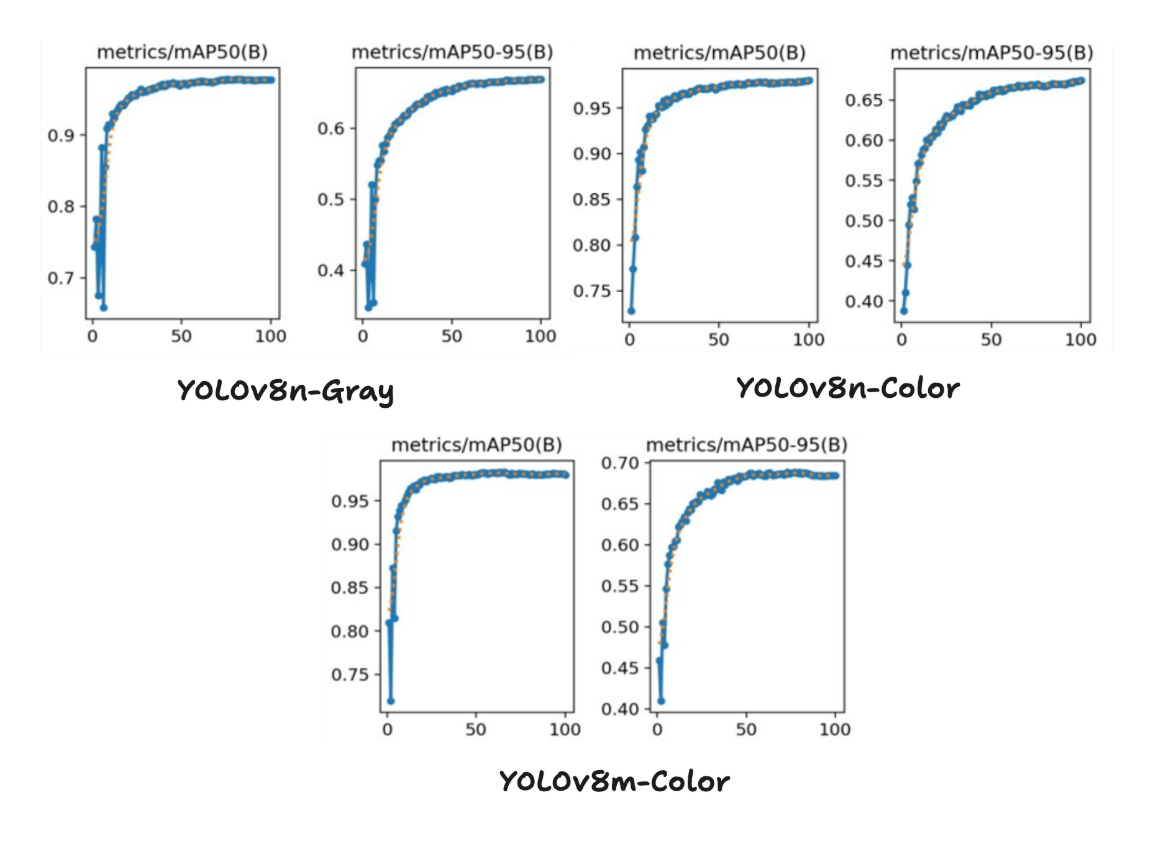 metrics/mAP50(B) metrics/mAP50-95(B) metrics/mAP50(B) metrics/mAP50-95(B)
0.9
0.8
0.7
0 50 100
0.6
0.5
0.4
0 50 100
0.95
0.90
0.85
0.80
0.75
0 50 100
0.65
0.60
0.55
0.50
0.45
0.40
0 50 100
YOLOv8n-Gray YOLOv8n-Color
metrics/mAP50(B) metrics/mAP50-95(B)
0.95
0.90
0.85
0.80
0.75
0 50 100
0.70
0.65
0.60
0.55
0.50
0.45
0.40
0 50 100
YOLOv8m-Color